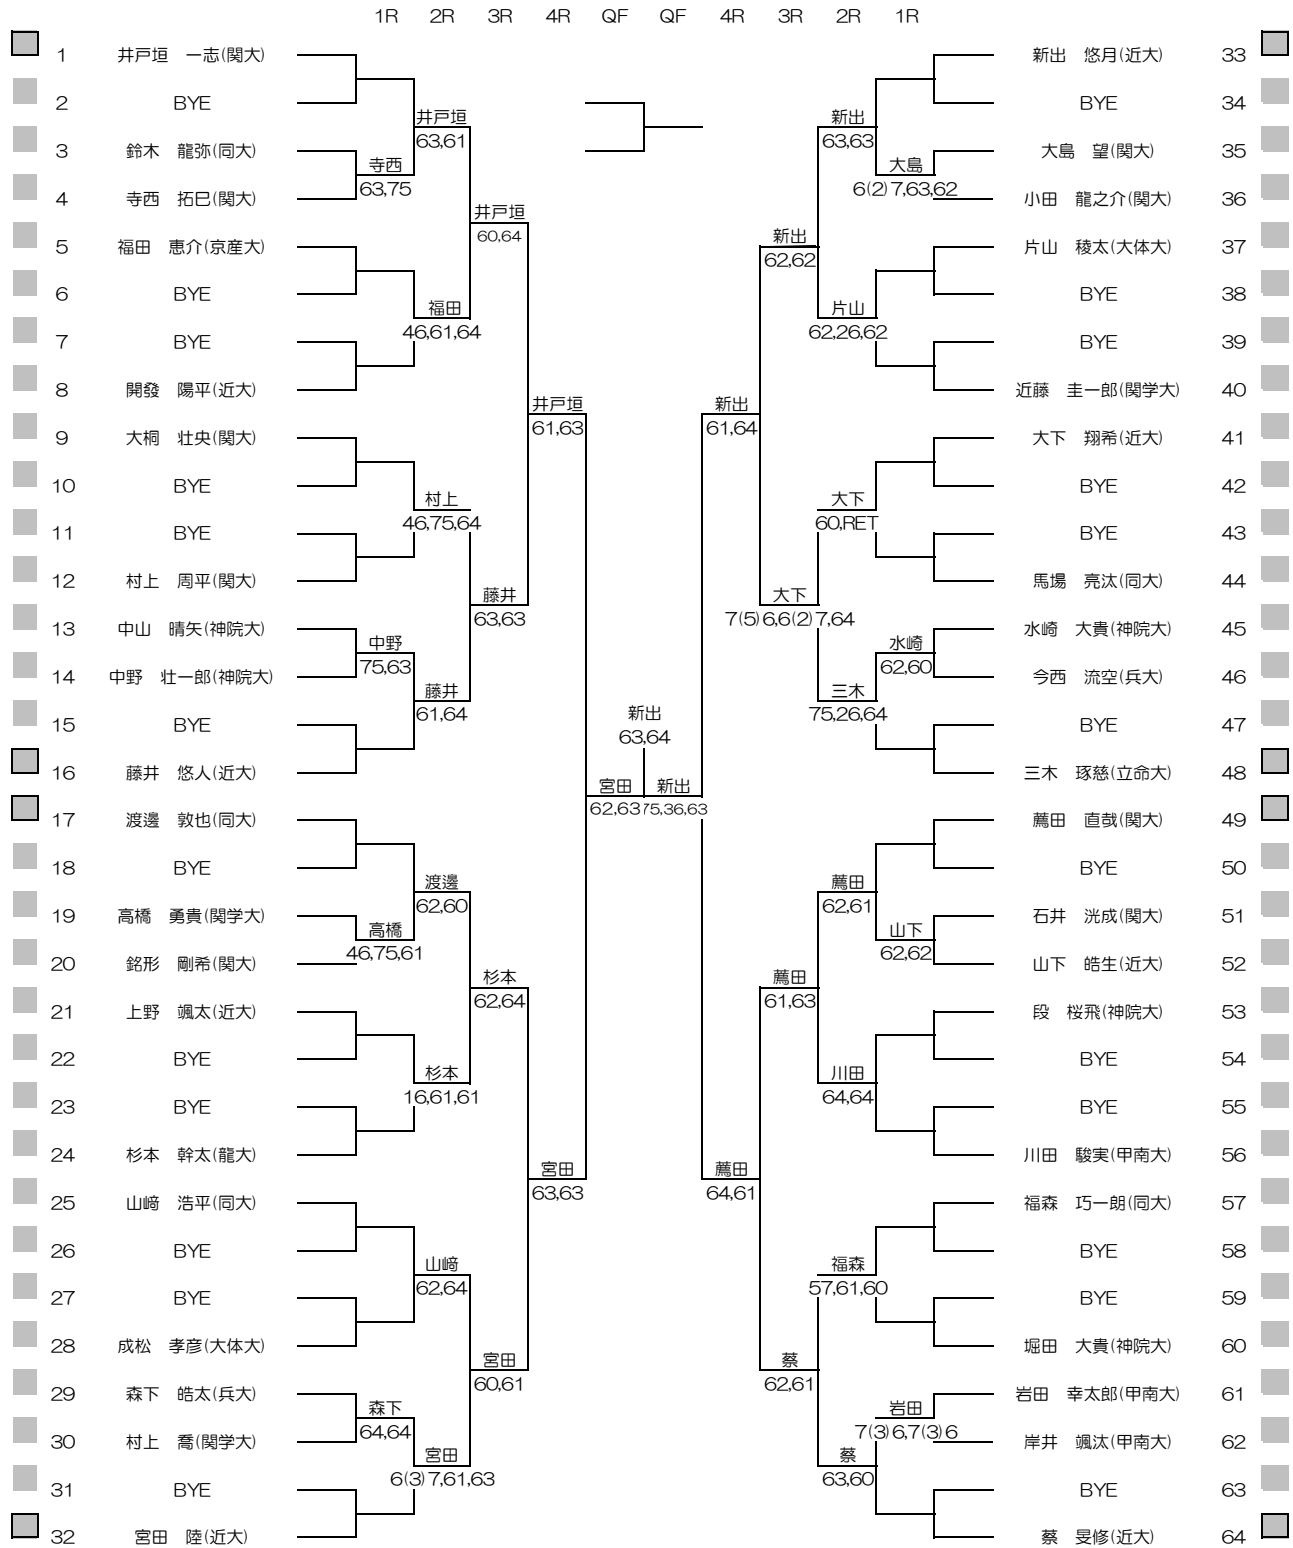 1R 2R 3R 4R QF QF 4R 3R 2R 1R
1 井戸垣 一志(関大) 新出 悠月(近大) 33
2 BYE BYE 34
井戸垣 新出
63,61 63,63
3 鈴木 龍弥(同大) 大島 望(関大) 35
寺西 大島
63,75 6(2)7,63,62
4 寺西 拓巳(関大) 小田 龍之介(関大) 36
井戸垣
60,64 新出
5 福田 恵介(京産大) 片山 稜太(大体大) 37
62,62
6 BYE BYE 38
福田 片山
46,61,64 62,26,62
7 BYE BYE 39
8 開發 陽平(近大) 近藤 圭一郎(関学大) 40
井戸垣 新出
61,63 61,64
9 大桐 壮央(関大) 大下 翔希(近大) 41
10 BYE BYE 42
村上 大下
46,75,64 60,RET
11 BYE BYE 43
12 村上 周平(関大) 馬場 亮汰(同大) 44
藤井 大下
63,63 7(5)6,6(2)7,64
13 中山 晴矢(神院大) 水崎 大貴(神院大) 45
中野 水崎
75,63 62,60
14 中野 壮一郎(神院大) 今西 流空(兵大) 46
藤井 三木
61,64 新出 75,26,64
15 BYE BYE 47
63,64
16 藤井 悠人(近大) 三木 琢慈(立命大) 48
宮田 新出
62,63 75,36,63
17 渡邊 敦也(同大) 薦田 直哉(関大) 49
18 BYE BYE 50
渡邊 薦田
62,60 62,61
19 高橋 勇貴(関学大) 石井 洸成(関大) 51
高橋 山下
46,75,61 62,62
20 銘形 剛希(関大) 山下 皓生(近大) 52
杉本 薦田
62,64 61,63
21 上野 颯太(近大) 段 桜飛(神院大) 53
22 BYE BYE 54
杉本 川田
16,61,61 64,64
23 BYE BYE 55
24 杉本 幹太(龍大) 川田 駿実(甲南大) 56
宮田 薦田
63,63 64,61
25 山﨑 浩平(同大) 福森 巧一朗(同大) 57
26 BYE BYE 58
山﨑 福森
62,64 57,61,60
27 BYE BYE 59
28 成松 孝彦(大体大) 堀田 大貴(神院大) 60
宮田 蔡
60,61 62,61
29 森下 皓太(兵大) 岩田 幸太郎(甲南大) 61
森下 岩田
64,64 7(3)6,7(3)6
30 村上 喬(関学大) 岸井 颯汰(甲南大) 62
宮田 蔡
6(3)7,61,63 63,60
31 BYE BYE 63
32 宮田 陸(近大) 蔡 旻修(近大) 64